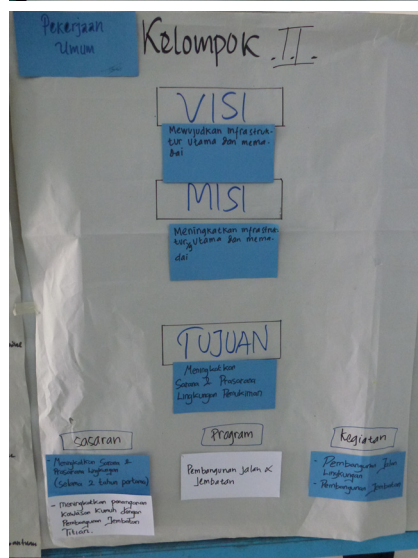 Pekerjaan
Umum
Kelompok II
VISI
Mewujudkan infrastruk-
tur utama dan mema-
dai
MISI
Meningkatkan infrastruk-
tur utama dan mema-
dai
TUJUAN
Meningkatkan
Sarana & Prasarana
Lingkungan Permukiman
Sasaran
- Meningkatkan Sarana &
Prasarana Lingkungan
(selama 2 tahun pertama)
- Meningkatkan penanganan
Kawasan Kumuh dengan
Pembangunan Jembatan
Titian.
Program
Pembangunan Jalan &
Jembatan
Kegiatan
- Pembangunan Jalan
Lingkungan
- Pembangunan Jembatan